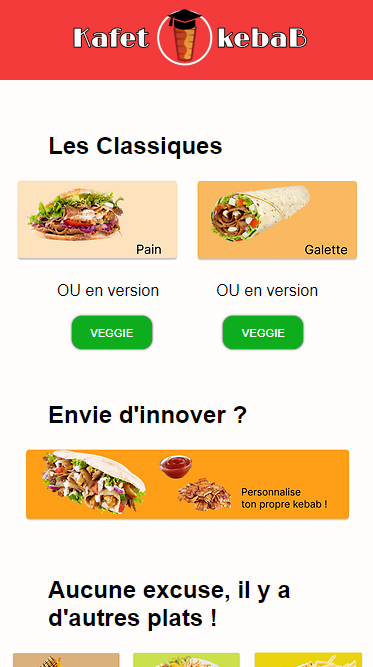 Kafet kebaB
Les Classiques
Pain
Galette
OU en version
OU en version
VEGGIE
VEGGIE
Envie d'innover ?
Personnalise
ton propre kebab !
Aucune excuse, il y a
d'autres plats !